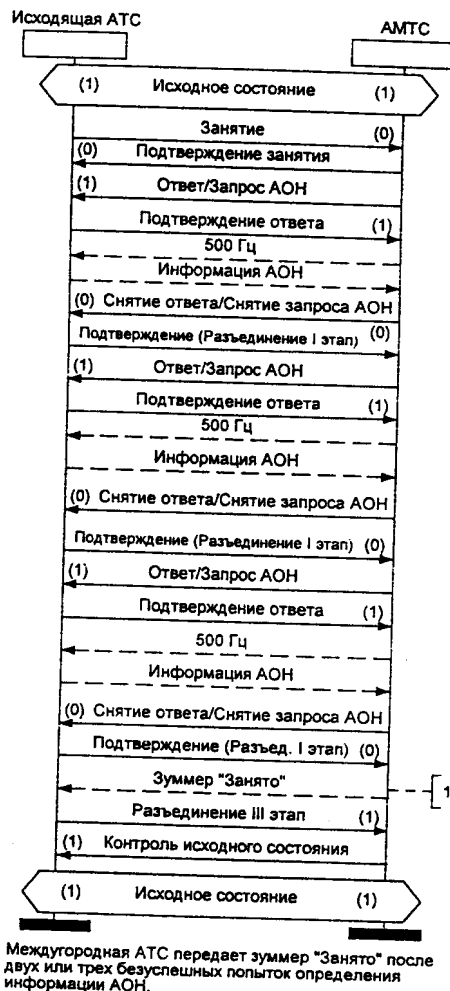 Исходящая АТС
АМТС
(1) Исходное состояние (1)
Занятие (0)
(0) Подтверждение занятия
(1) Ответ/Запрос АОН
Подтверждение ответа (1)
500 Гц
Информация АОН
(0) Снятие ответа/Снятие запроса АОН
Подтверждение (Разъединение I этап) (0)
(1) Ответ/Запрос АОН
Подтверждение ответа (1)
500 Гц
Информация АОН
(0) Снятие ответа/Снятие запроса АОН
Подтверждение (Разъединение I этап) (0)
(1) Ответ/Запрос АОН
Подтверждение ответа (1)
500 Гц
Информация АОН
(0) Снятие ответа/Снятие запроса АОН
Подтверждение (Разъед. I этап) (0)
Зуммер "Занято"
1
Разъединение III этап (1)
(1) Контроль исходного состояния
(1) Исходное состояние (1)
Междугородная АТС передает зуммер "Занято" после
двух или трех безуспешных попыток определения
информации АОН.